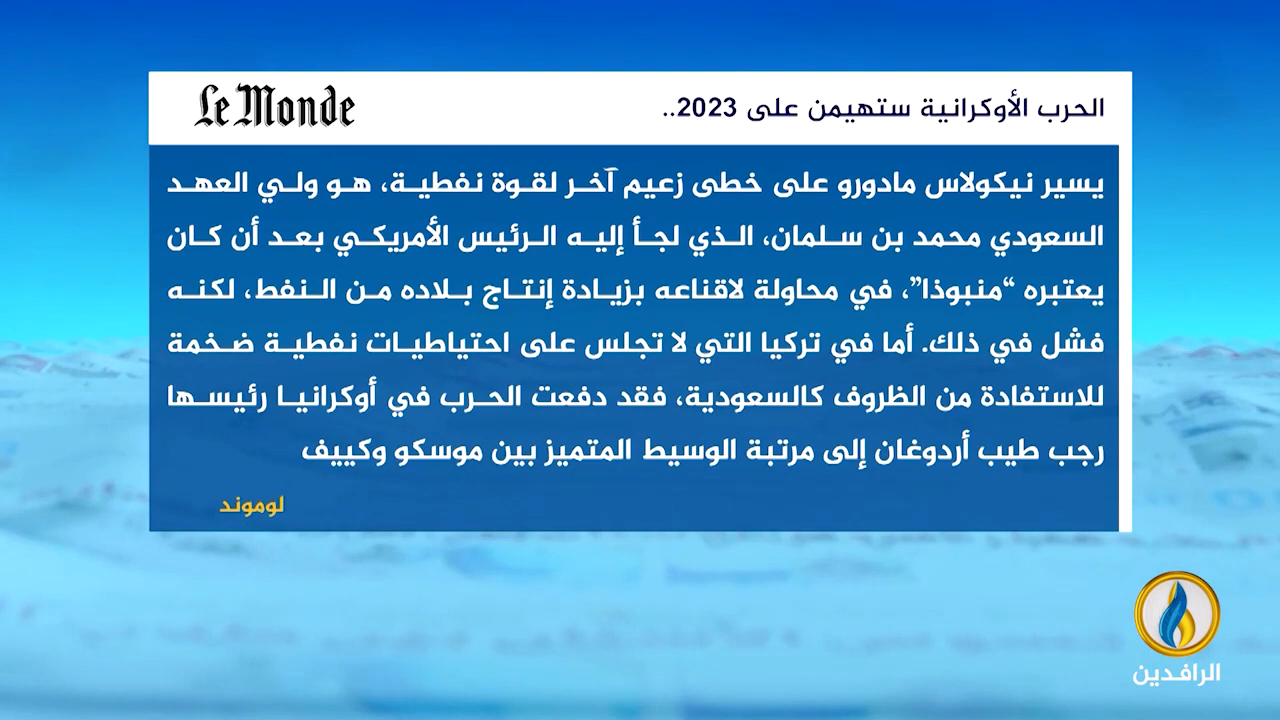 الحرب الأوكرانية ستهيمن على 2023..
Le Monde
يسير نيكولاس مادورو على خطى زعيم آخر لقوة نفطية، هو ولي العهد
السعودي محمد بن سلمان، الذي لجأ إليه الرئيس الأمريكي بعد أن كان
يعتبره “منبوذا”، في محاولة لاقناعه بزيادة إنتاج بلاده من النفط، لكنه
فشل في ذلك. أما في تركيا التي لا تجلس على احتياطيات نفطية ضخمة
للاستفادة من الظروف كالسعودية، فقد دفعت الحرب في أوكرانيا رئيسها
رجب طيب أردوغان إلى مرتبة الوسيط المتميز بين موسكو وكييف
لوموند
الرافدين